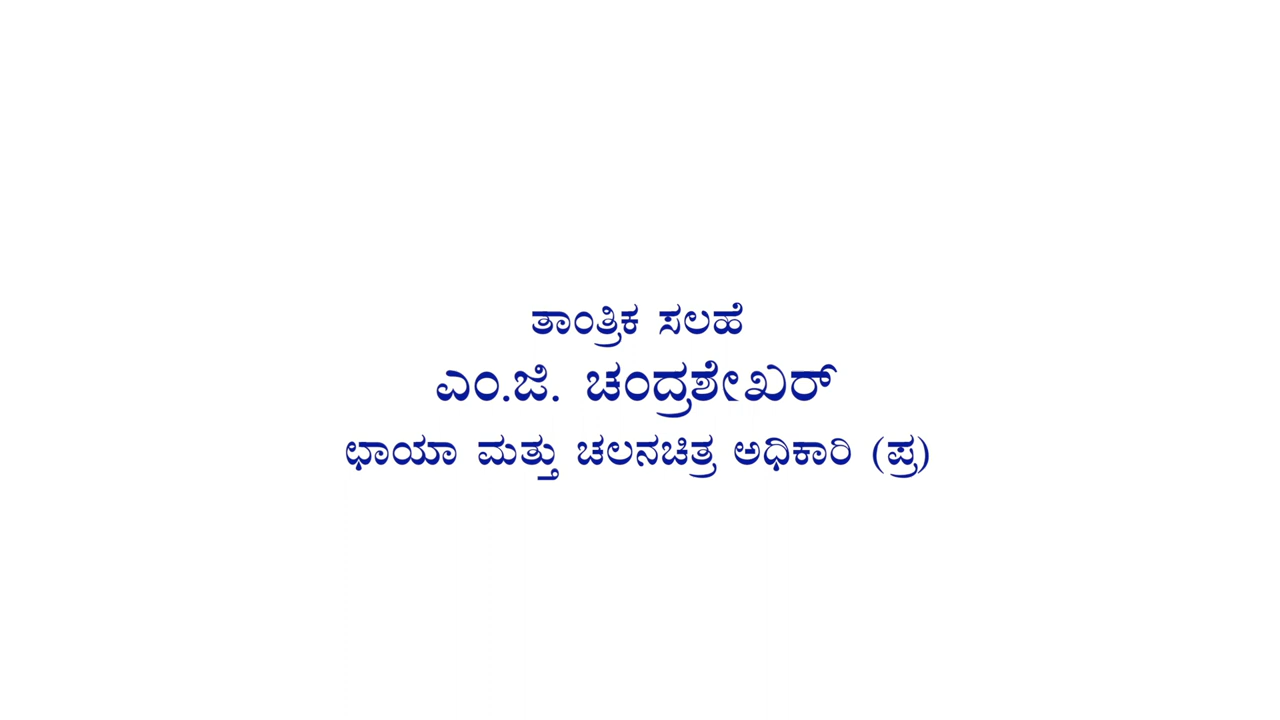 ತಾಂತ್ರಿಕ ಸಲಹೆ
ಎಂ.ಜಿ. ಚಂದ್ರಶೇಖರ್
ಛಾಯಾ ಮತ್ತು ಚಲನಚಿತ್ರ ಅಧಿಕಾರಿ (ಪ್ರ)